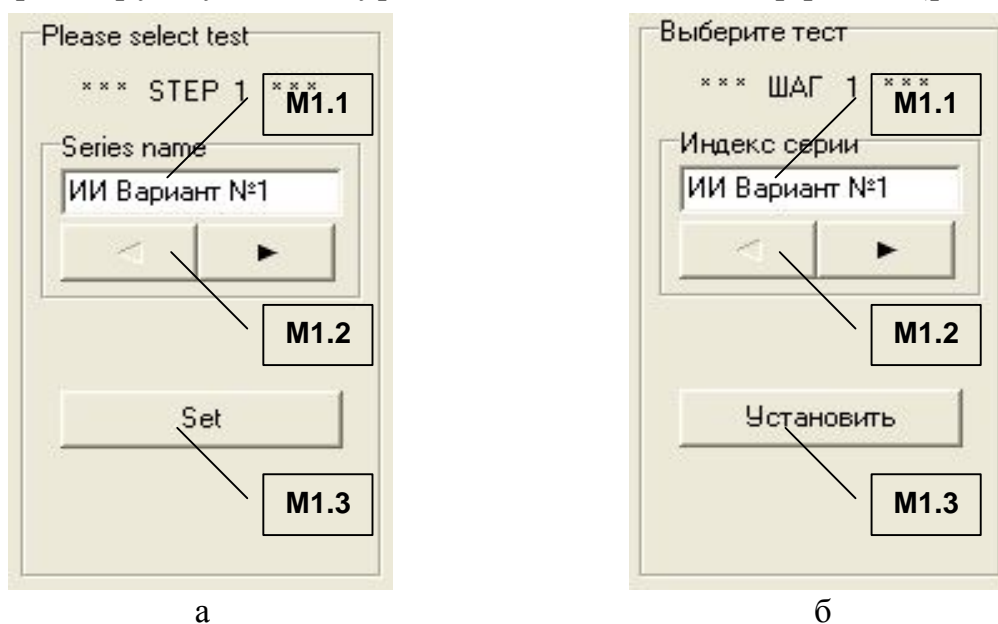 Please select test
*** STEP 1 ***
M1.1
Series name
ИИ Вариант №1
M1.2
Set
M1.3
а
Выберите тест
*** ШАГ 1 ***
M1.1
Индекс серии
ИИ Вариант №1
M1.2
Установить
M1.3
б